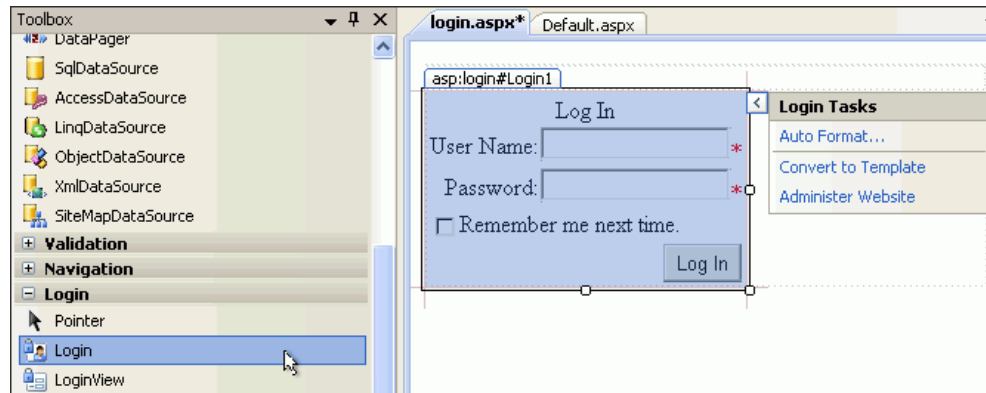 Toolbox
DataPager
SqlDataSource
AccessDataSource
LinqDataSource
ObjectDataSource
XmlDataSource
SiteMapDataSource
Validation
Navigation
Login
Pointer
Login
LoginView
login.aspx* Default.aspx
asp:login#Login1
Log In
User Name: *
Password: *
Remember me next time.
Log In
Login Tasks
Auto Format...
Convert to Template
Administer Website